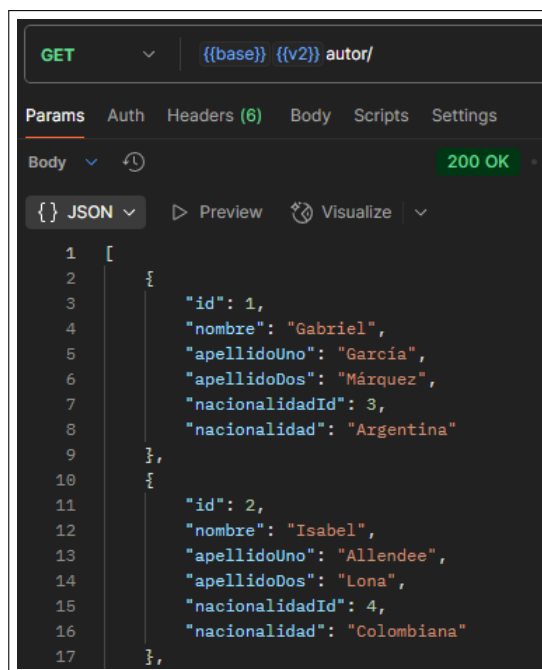 GET {{base}} {{v2}} autor/
Params Auth Headers (6) Body Scripts Settings
Body 200 OK
{} JSON Preview Visualize
1 [
2 {
3 "id": 1,
4 "nombre": "Gabriel",
5 "apellidoUno": "García",
6 "apellidoDos": "Márquez",
7 "nacionalidadId": 3,
8 "nacionalidad": "Argentina"
9 },
10 {
11 "id": 2,
12 "nombre": "Isabel",
13 "apellidoUno": "Allendee",
14 "apellidoDos": "Lona",
15 "nacionalidadId": 4,
16 "nacionalidad": "Colombiana"
17 },